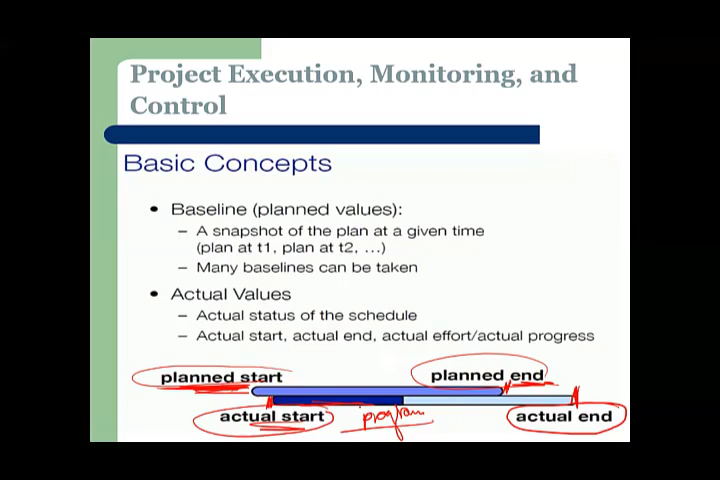 Project Execution, Monitoring, and
Control
Basic Concepts
• Baseline (planned values):
– A snapshot of the plan at a given time
(plan at t1, plan at t2, ...)
– Many baselines can be taken
• Actual Values
– Actual status of the schedule
– Actual start, actual end, actual effort/actual progress
planned start planned end
actual start program actual end